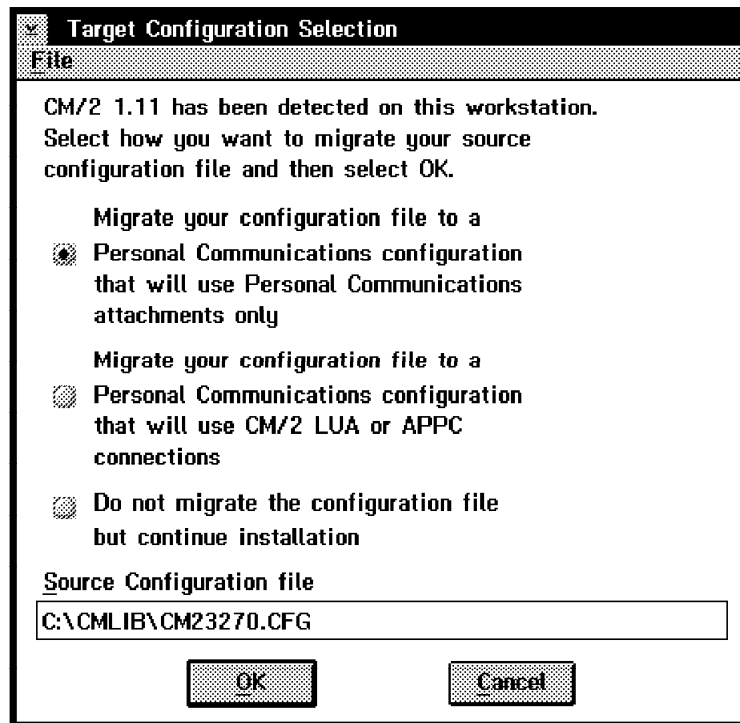 Target Configuration Selection
File
CM/2 1.11 has been detected on this workstation.
Select how you want to migrate your source
configuration file and then select OK.
Migrate your configuration file to a
Personal Communications configuration
that will use Personal Communications
attachments only
Migrate your configuration file to a
Personal Communications configuration
that will use CM/2 LUA or APPC
connections
Do not migrate the configuration file
but continue installation
Source Configuration file
C:\CMLIB\CM23270.CFG
OK Cancel